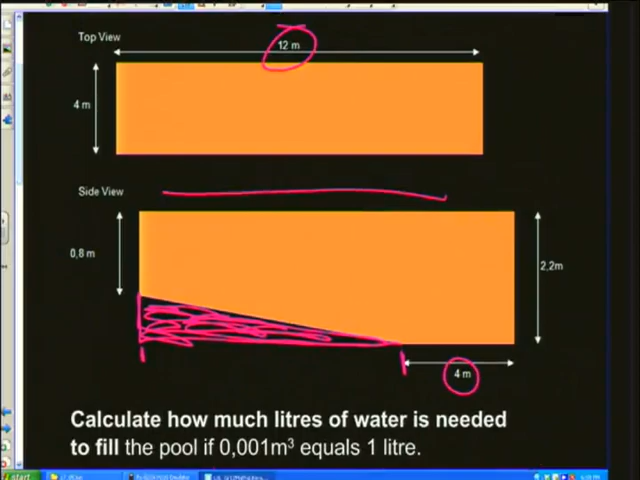 Top View
12 m
4 m
Side View
0,8 m
2,2m
4 m
Calculate how much litres of water is needed
to fill the pool if 0,001m³ equals 1 litre.
start